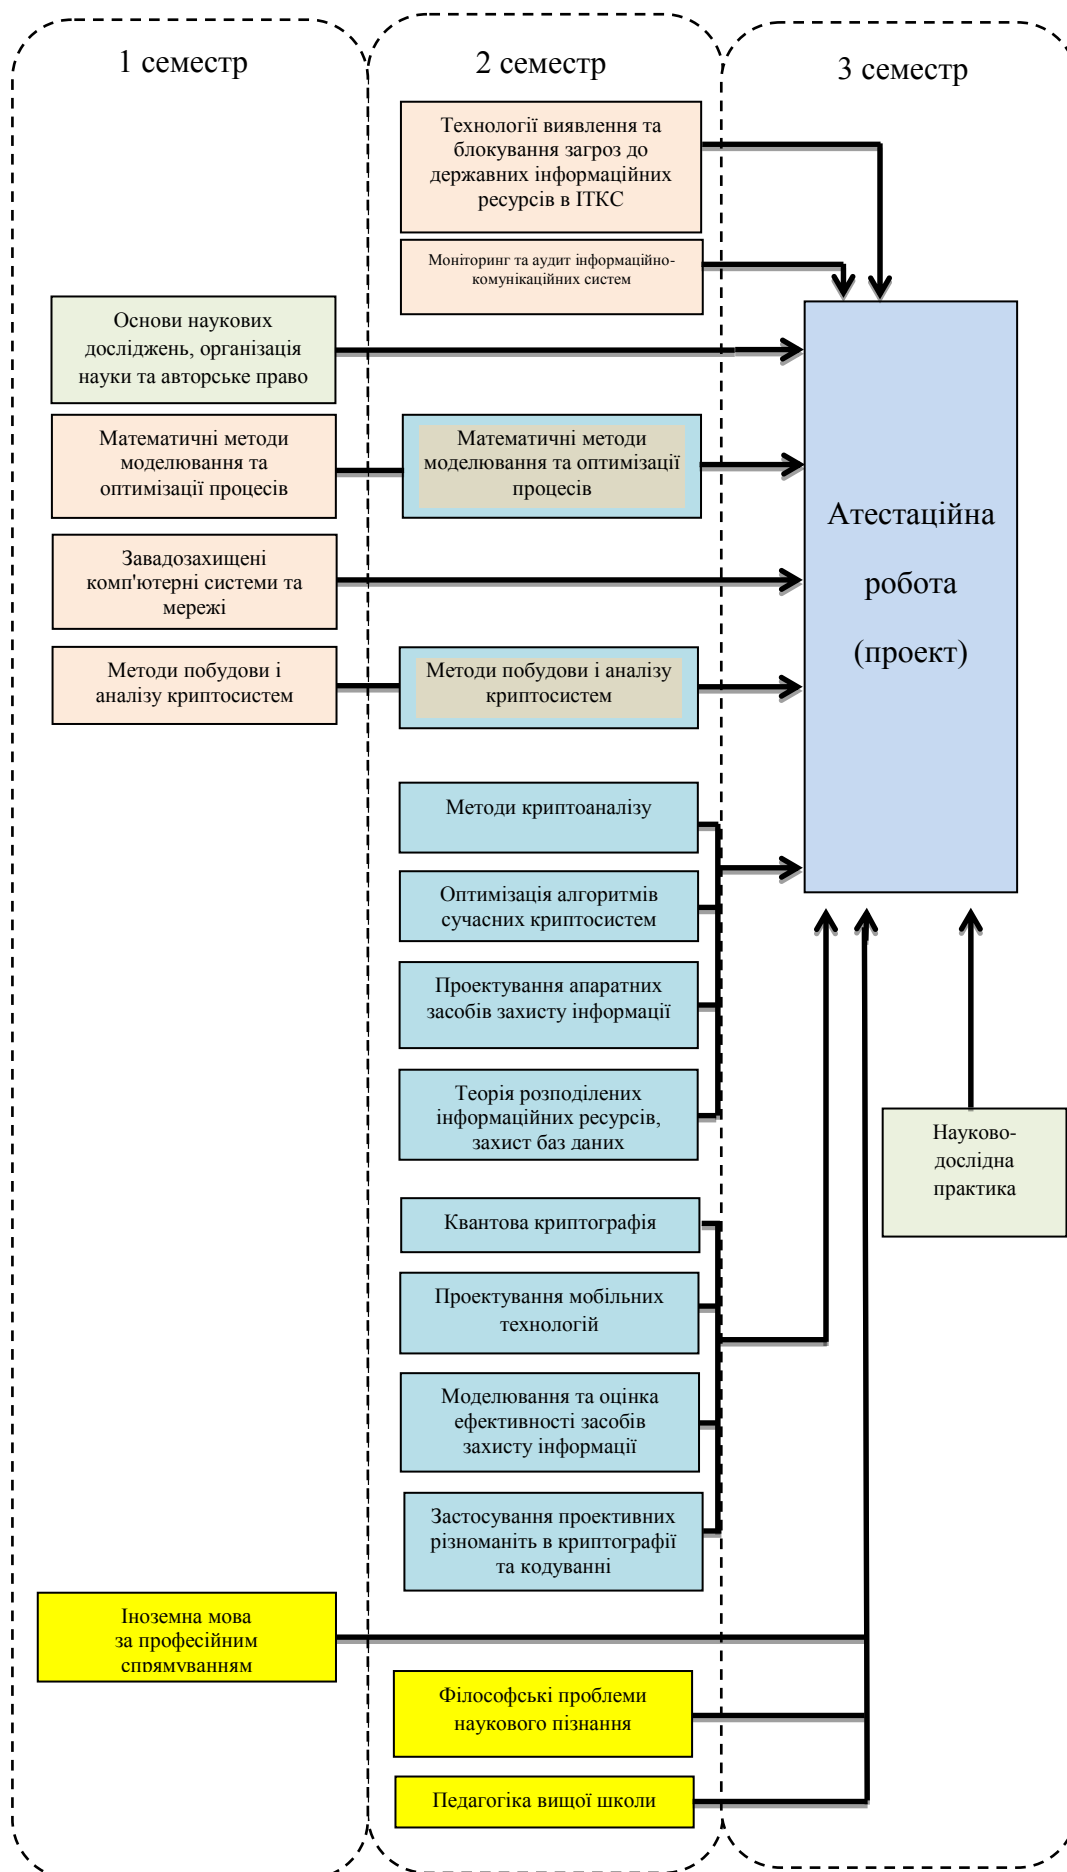 1 семестр
2 семестр
3 семестр
Технології виявлення та
блокування загроз до
державних інформаційних
ресурсів в ІТКС
Моніторинг та аудит інформаційно-
комунікаційних систем
Основи наукових
досліджень, організація
науки та авторське право
Математичні методи
моделювання та
оптимізації процесів
Математичні методи
моделювання та оптимізації
процесів
Завадозахищені
комп'ютерні системи та
мережі
Методи побудови і
аналізу криптосистем
Методи побудови і аналізу
криптосистем
Атестаційна
робота
(проект)
Методи криптоаналізу
Оптимізація алгоритмів
сучасних криптосистем
Проектування апаратних
засобів захисту інформації
Теорія розподілених
інформаційних ресурсів,
захист баз даних
Науково-
дослідна
практика
Квантова криптографія
Проектування мобільних
технологій
Моделювання та оцінка
ефективності засобів
захисту інформації
Застосування проективних
різноманіть в криптографії
та кодуванні
Іноземна мова
за професійним
спрямуванням
Філософські проблеми
наукового пізнання
Педагогіка вищої школи